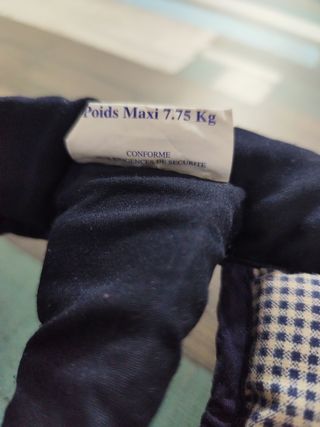 Poids Maxi 7.75 Kg
CONFORME
EXIGENCES DE SECURITE